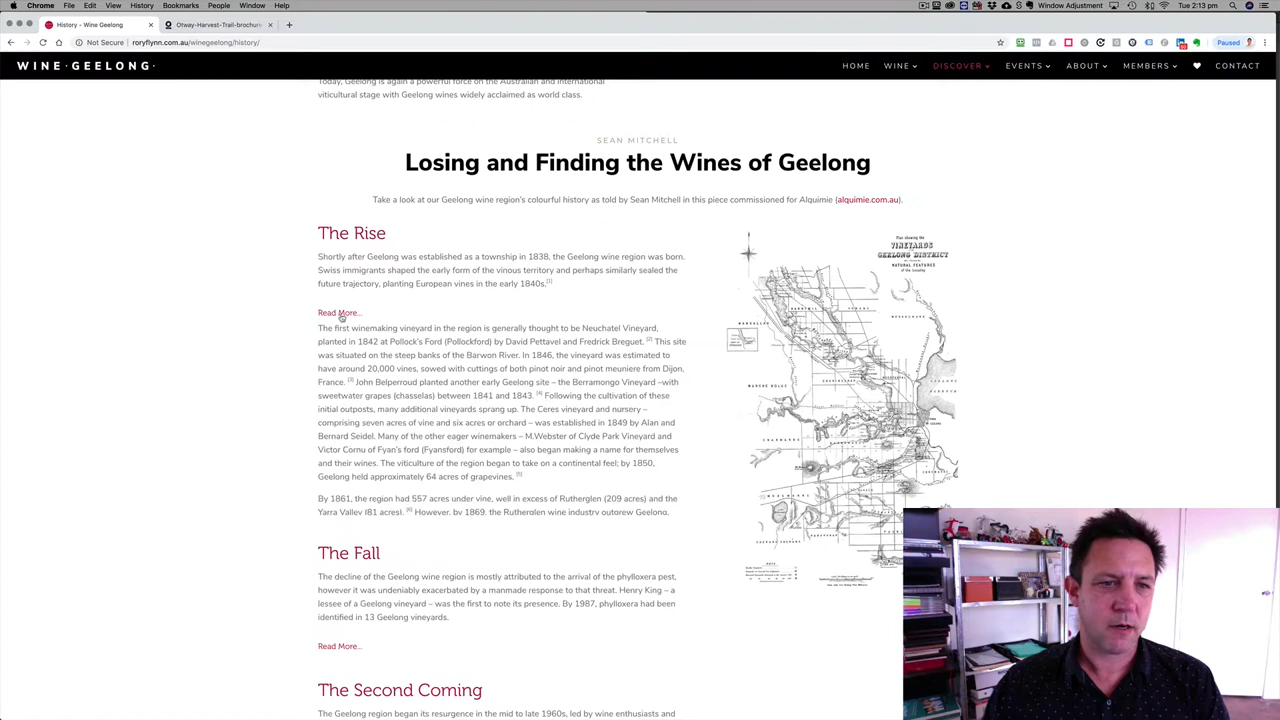 Chrome File Edit View History Bookmarks People Window Help
Window Adjustment Tue 2:13 pm
History - Wine Geelong
Otway-Harvest-Trail-brochure
Not Secure roryflynn.com.au/winegeelong/history/
Paused
WINE·GEELONG·
HOME WINE DISCOVER EVENTS ABOUT MEMBERS CONTACT
Today, Geelong is again a powerful force on the Australian and international
viticultural stage with Geelong wines widely acclaimed as world class.
SEAN MITCHELL
Losing and Finding the Wines of Geelong
Take a look at our Geelong wine region's colourful history as told by Sean Mitchell in this piece commissioned for Alquimie (alquimie.com.au).
The Rise
Shortly after Geelong was established as a township in 1838, the Geelong wine region was born.
Swiss immigrants shaped the early form of the vinous territory and perhaps similarly sealed the
future trajectory, planting European vines in the early 1840s.[1]
Read More...
The first winemaking vineyard in the region is generally thought to be Neuchatel Vineyard,
planted in 1842 at Pollock's Ford (Pollockford) by David Pettavel and Fredrick Breguet. [2] This site
was situated on the steep banks of the Barwon River. In 1846, the vineyard was estimated to
have around 20,000 vines, sowed with cuttings of both pinot noir and pinot meuniere from Dijon,
France. [3] John Belperroud planted another early Geelong site – the Berramongo Vineyard –with
sweetwater grapes (chasselas) between 1841 and 1843. [4] Following the cultivation of these
initial outposts, many additional vineyards sprang up. The Ceres vineyard and nursery –
comprising seven acres of vine and six acres or orchard – was established in 1849 by Alan and
Bernard Seidel. Many of the other eager winemakers – M.Webster of Clyde Park Vineyard and
Victor Cornu of Fyan's ford (Fyansford) for example – also began making a name for themselves
and their wines. The viticulture of the region began to take on a continental feel; by 1850,
Geelong held approximately 64 acres of grapevines. [5]
By 1861, the region had 557 acres under vine, well in excess of Rutherglen (209 acres) and the
Yarra Valley (81 acres). [6] However, by 1869, the Rutherglen wine industry outgrew Geelong.
The Fall
The decline of the Geelong wine region is mostly attributed to the arrival of the phylloxera pest,
however it was undeniably exacerbated by a manmade response to that threat. Henry King – a
lessee of a Geelong vineyard – was the first to note its presence. By 1987, phylloxera had been
identified in 13 Geelong vineyards.
Read More...
The Second Coming
The Geelong region began its resurgence in the mid to late 1960s, led by wine enthusiasts and
Plan shewing the
VINEYARDS
GEELONG DISTRICT
NATURAL FEATURES
of the Locality